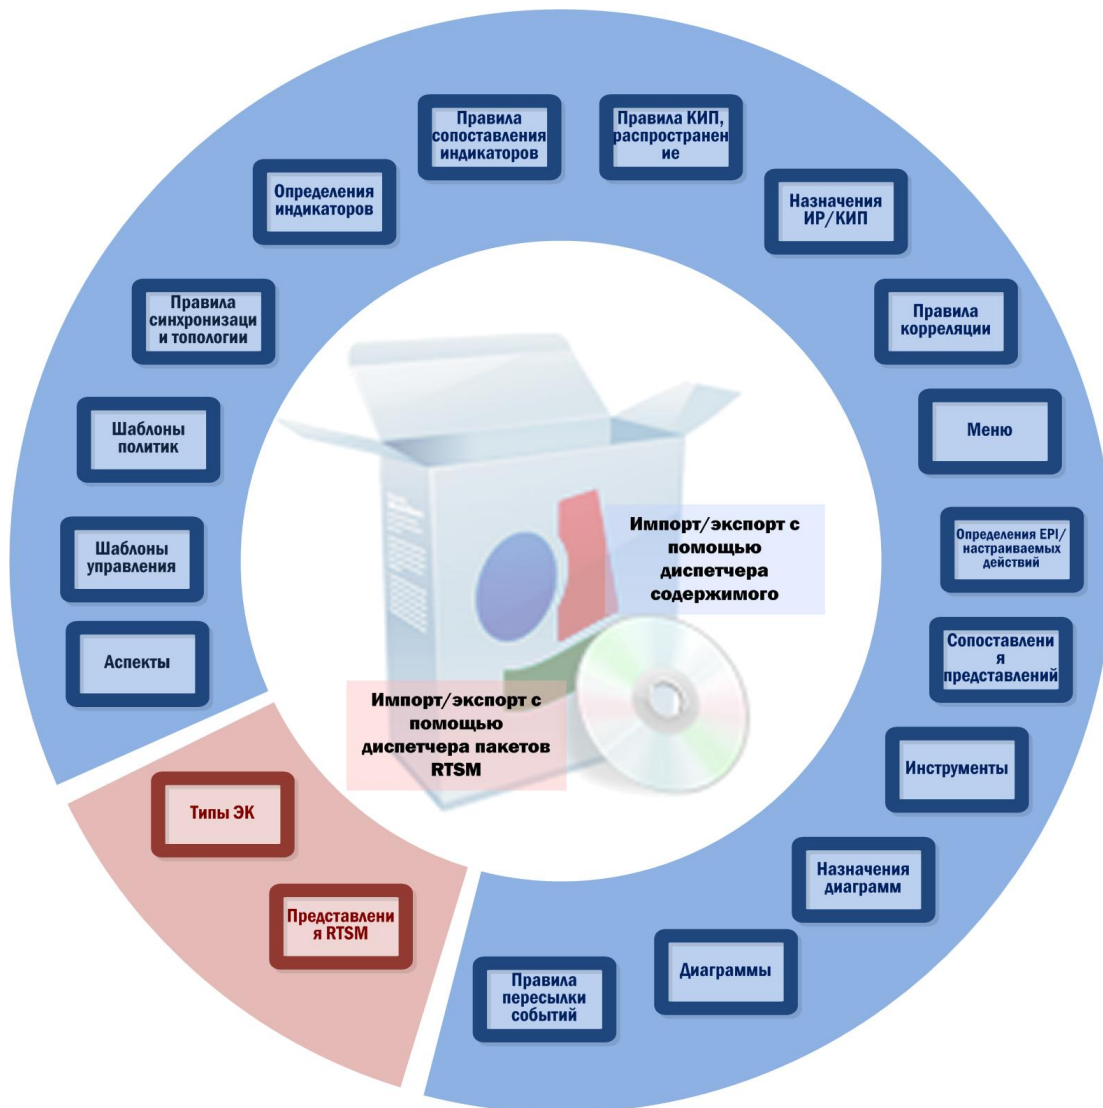 Правила
сопоставления
индикаторов
Правила КИП,
распространен
ие
Определения
индикаторов
Назначения
ИР/КИП
Правила
синхронизаци
и топологии
Правила
корреляции
Шаблоны
политик
Меню
Шаблоны
управления
Импорт/экспорт с
помощью
диспетчера
содержимого
Определения EPI/
настраиваемых
действий
Аспекты
Сопоставлени
я
представлений
Импорт/экспорт с
помощью
диспетчера пакетов
RTSM
Инструменты
Типы ЭК
Назначения
диаграмм
Представлени
я RTSM
Диаграммы
Правила
пересылки
событий